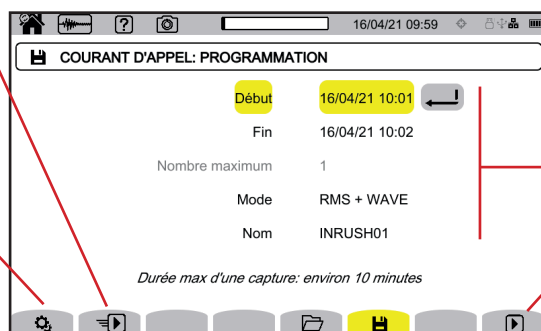 16/04/21 09:59
COURANT D'APPEL: PROGRAMMATION
Début 16/04/21 10:01
Fin 16/04/21 10:02
Nombre maximum 1
Mode RMS + WAVE
Nom INRUSH01
Durée max d'une capture: environ 10 minutes